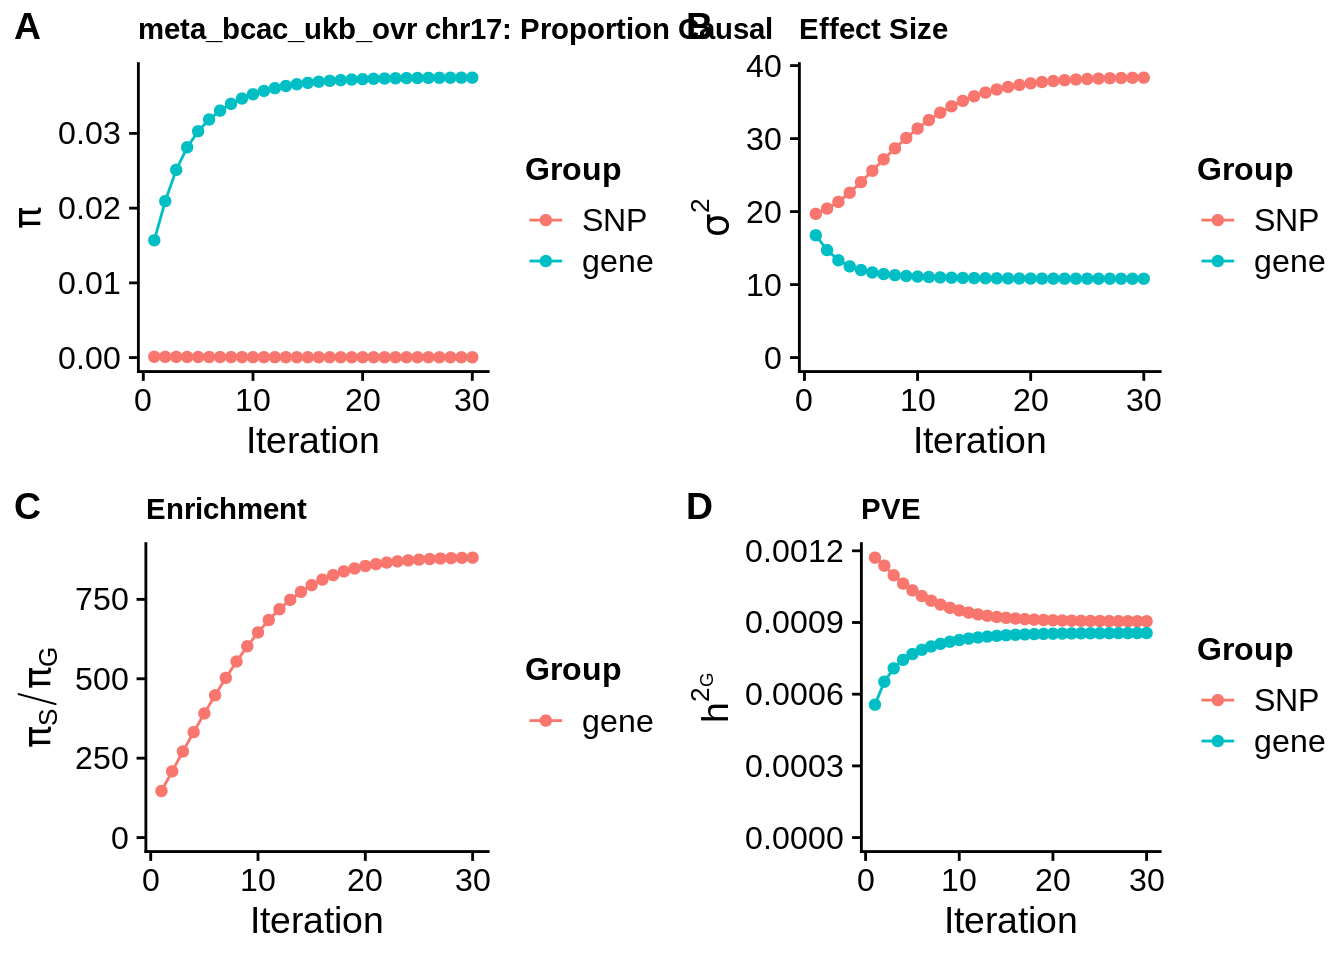 A
meta_bcac_ukb_ovr chr17: Proportion Causal
π
0.03
0.02
0.01
0.00
0 10 20 30
Iteration
Group
SNP
gene
B
Effect Size
σ²
40
30
20
10
0
0 10 20 30
Iteration
Group
SNP
gene
C
Enrichment
πS/πG
750
500
250
0
0 10 20 30
Iteration
Group
gene
D
PVE
h²G
0.0012
0.0009
0.0006
0.0003
0.0000
0 10 20 30
Iteration
Group
SNP
gene